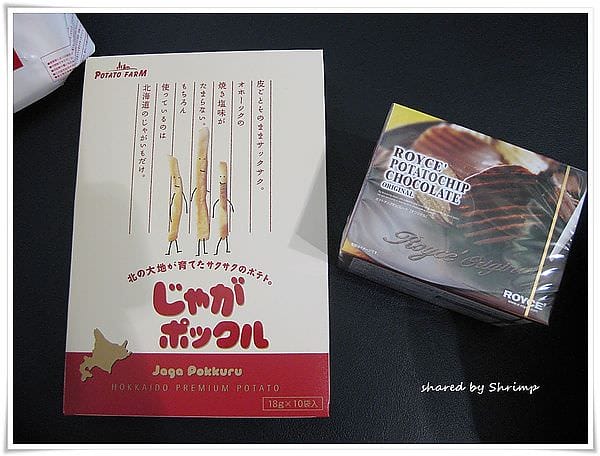 POTATO FARM
皮ごとそのままサックサク。
オホーツクの
焼き塩味が
たまらない。
もちろん
使っているのは
北海道のじゃがいもだけ。
北の大地が育てたサクサクのポテト。
じゃが
ポックル
Jaga Pokkuru
HOKKAIDO PREMIUM POTATO
18g×10袋入
ROYCE'
POTATOCHIP
CHOCOLATE
ORIGINAL
Royce' Original
ROYCE'
shared by Shrimp